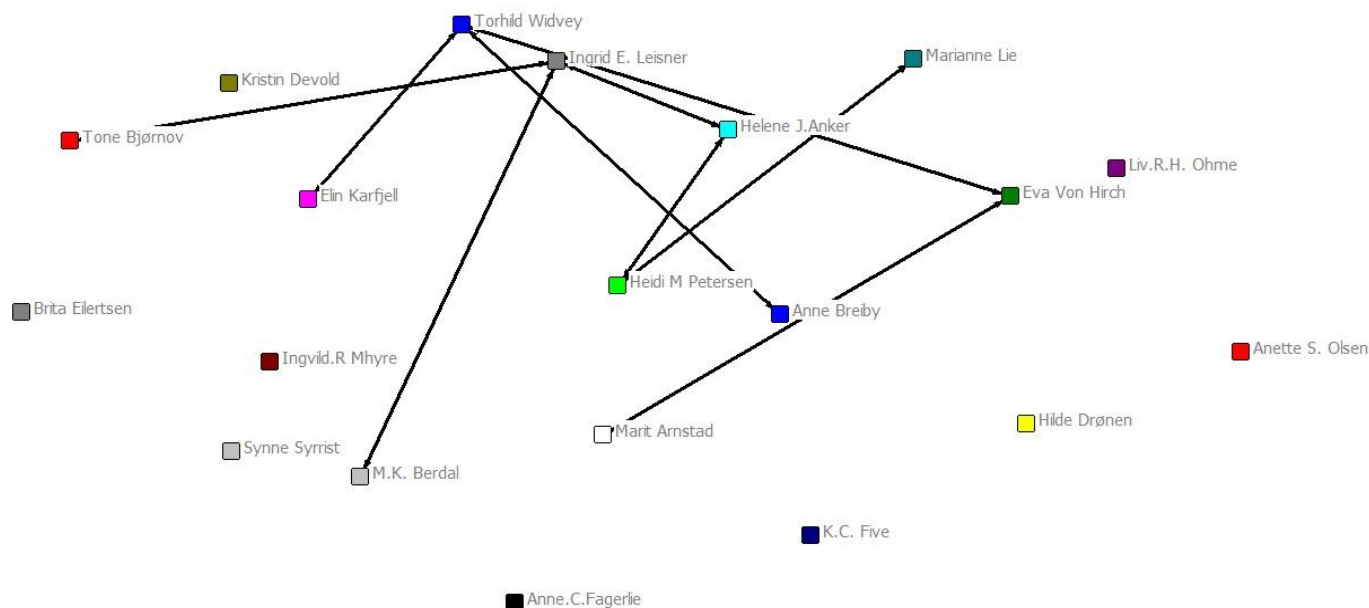 Torhild Widvey
Ingrid E. Leisner
Marianne Lie
Kristin Devold
Helene J.Anker
Tone Bjørnov
Liv.R.H. Ohme
Elin Karfjell
Eva Von Hirch
Heidi M Petersen
Brita Eilertsen
Anne Breiby
Anette S. Olsen
Ingvild.R Mhyre
Hilde Drønen
Marit Arnstad
Synne Syrrist
M.K. Berdal
K.C. Five
Anne.C.Fagerlie